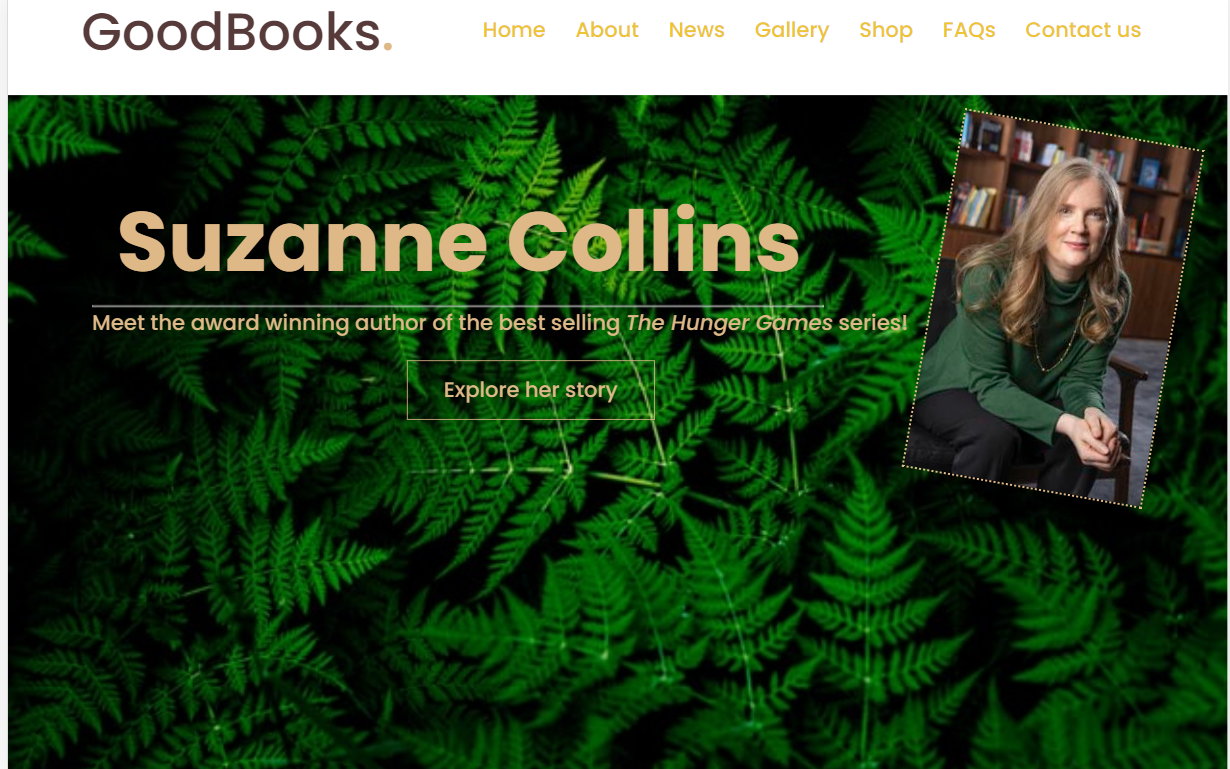 GoodBooks.
Home About News Gallery Shop FAQs Contact us
Suzanne Collins
Meet the award winning author of the best selling The Hunger Games series!
Explore her story